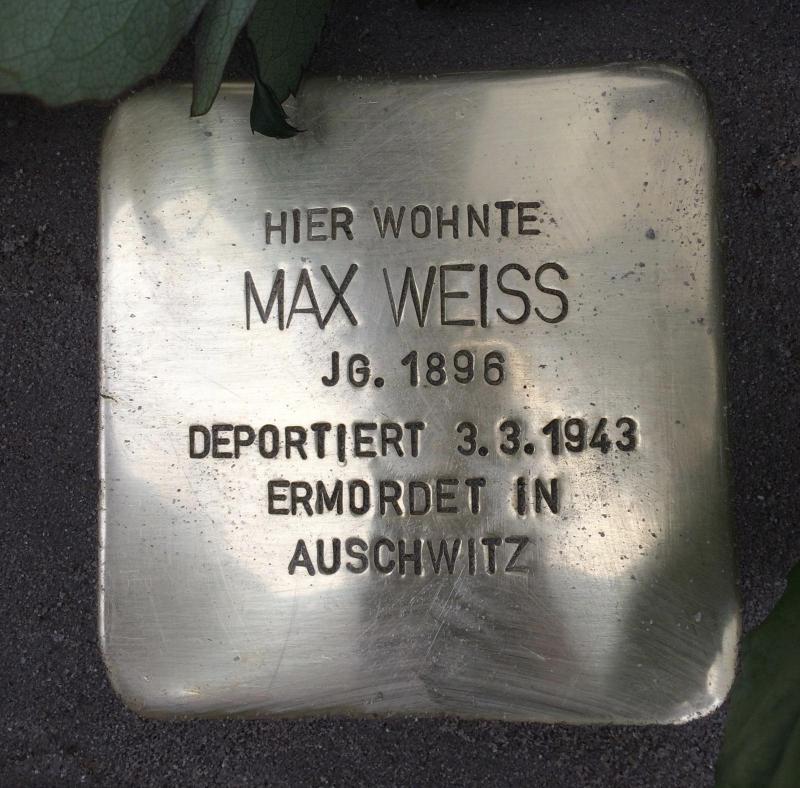 HIER WOHNTE
MAX WEISS
JG. 1896
DEPORTIERT 3.3.1943
ERMORDET IN
AUSCHWITZ